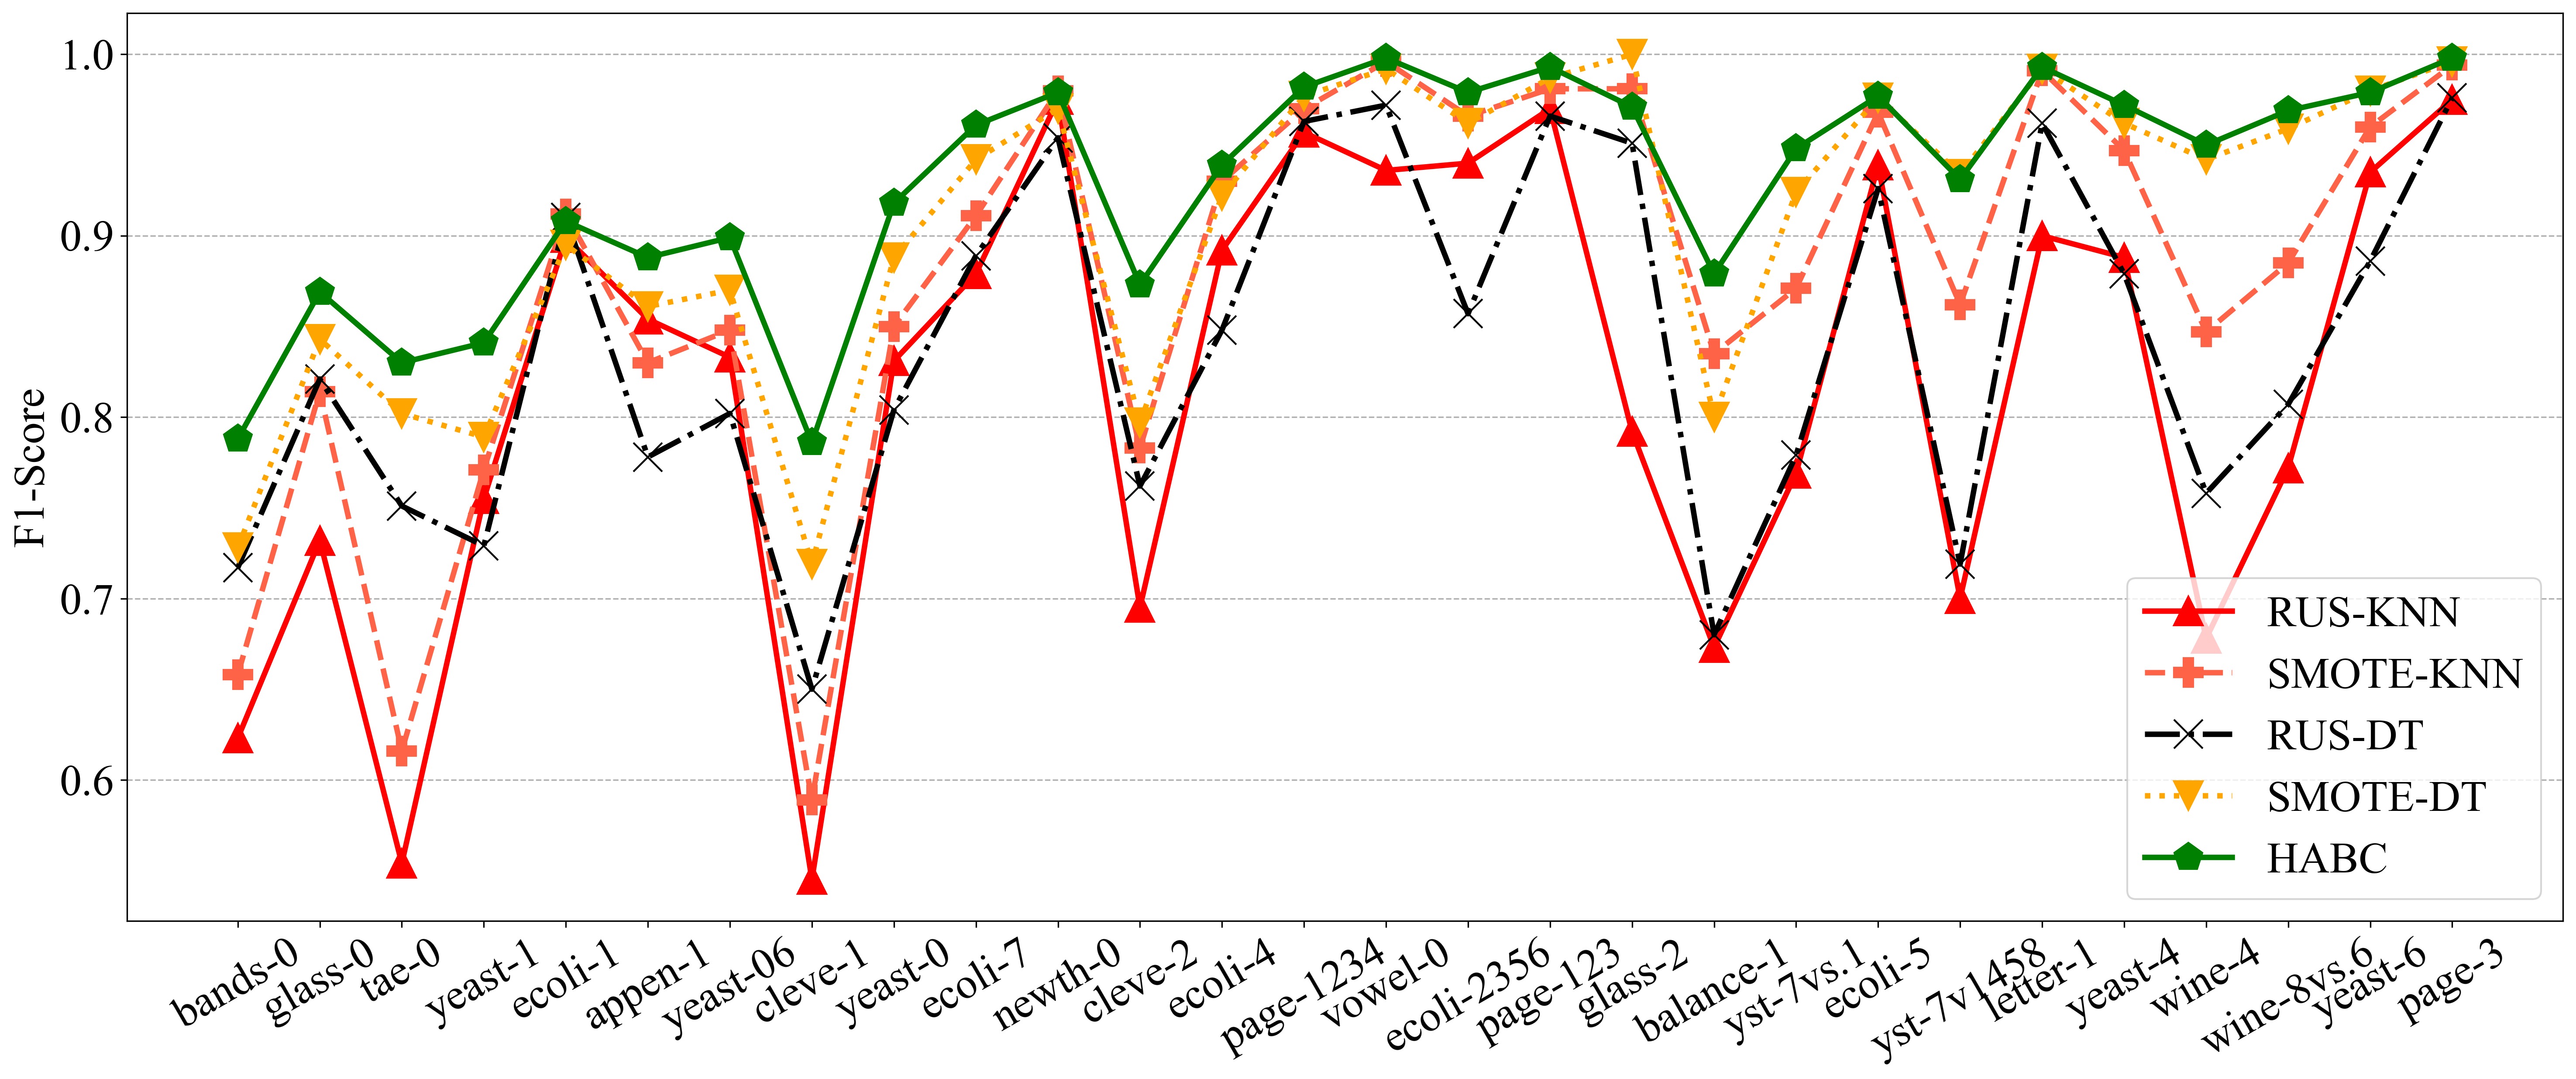 F1-Score
1.0
0.9
0.8
0.7
0.6
bands-0
glass-0
tae-0
yeast-1
ecoli-1
appen-1
yeast-06
cleve-1
yeast-0
ecoli-7
newth-0
cleve-2
ecoli-4
page-1234
vowel-0
ecoli-2356
page-123
glass-2
balance-1
yst-7vs.1
ecoli-5
yst-7v1458
letter-1
yeast-4
wine-4
wine-8vs.6
yeast-6
page-3
RUS-KNN
SMOTE-KNN
RUS-DT
SMOTE-DT
HABC